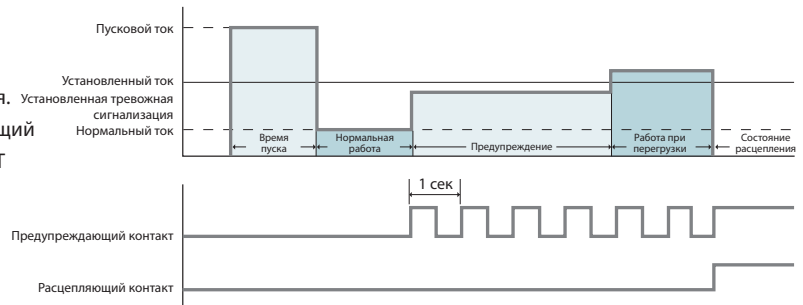 Пусковой ток
Установленный ток
я.
Установленная тревожная
сигнализация
щий
Нормальный ток
т
Время
пуска
Нормальная
работа
Предупреждение
Работа при
перегрузки
Состояние
расцепления
1 сек
Предупреждающий контакт
Расцепляющий контакт